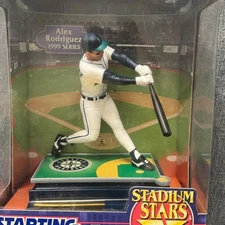 Alex
Rodriguez
1999 SERIES
STADIUM
STARS
STARTING